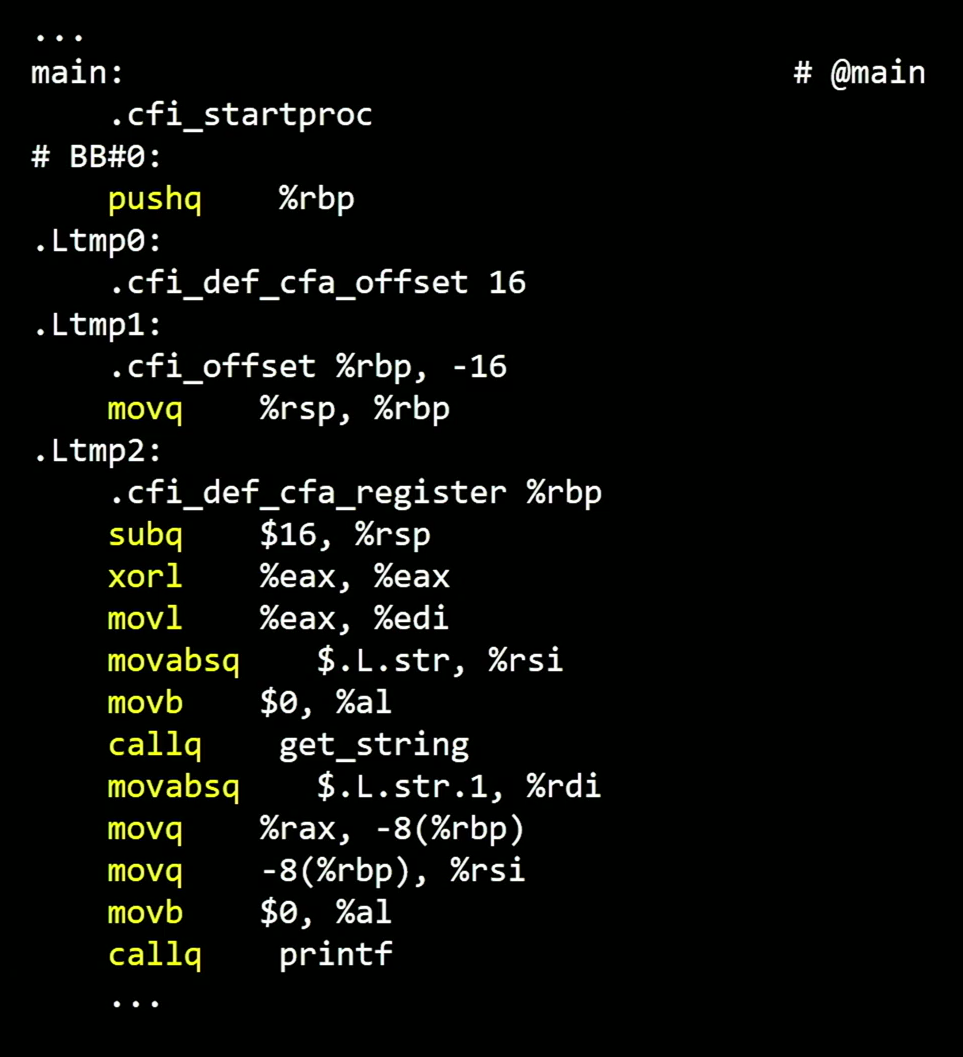 ...
main:                                   # @main
    .cfi_startproc
# BB#0:
    pushq    %rbp
.Ltmp0:
    .cfi_def_cfa_offset 16
.Ltmp1:
    .cfi_offset %rbp, -16
    movq    %rsp, %rbp
.Ltmp2:
    .cfi_def_cfa_register %rbp
    subq    $16, %rsp
    xorl    %eax, %eax
    movl    %eax, %edi
    movabsq    $.L.str, %rsi
    movb    $0, %al
    callq    get_string
    movabsq    $.L.str.1, %rdi
    movq    %rax, -8(%rbp)
    movq    -8(%rbp), %rsi
    movb    $0, %al
    callq    printf
    ...